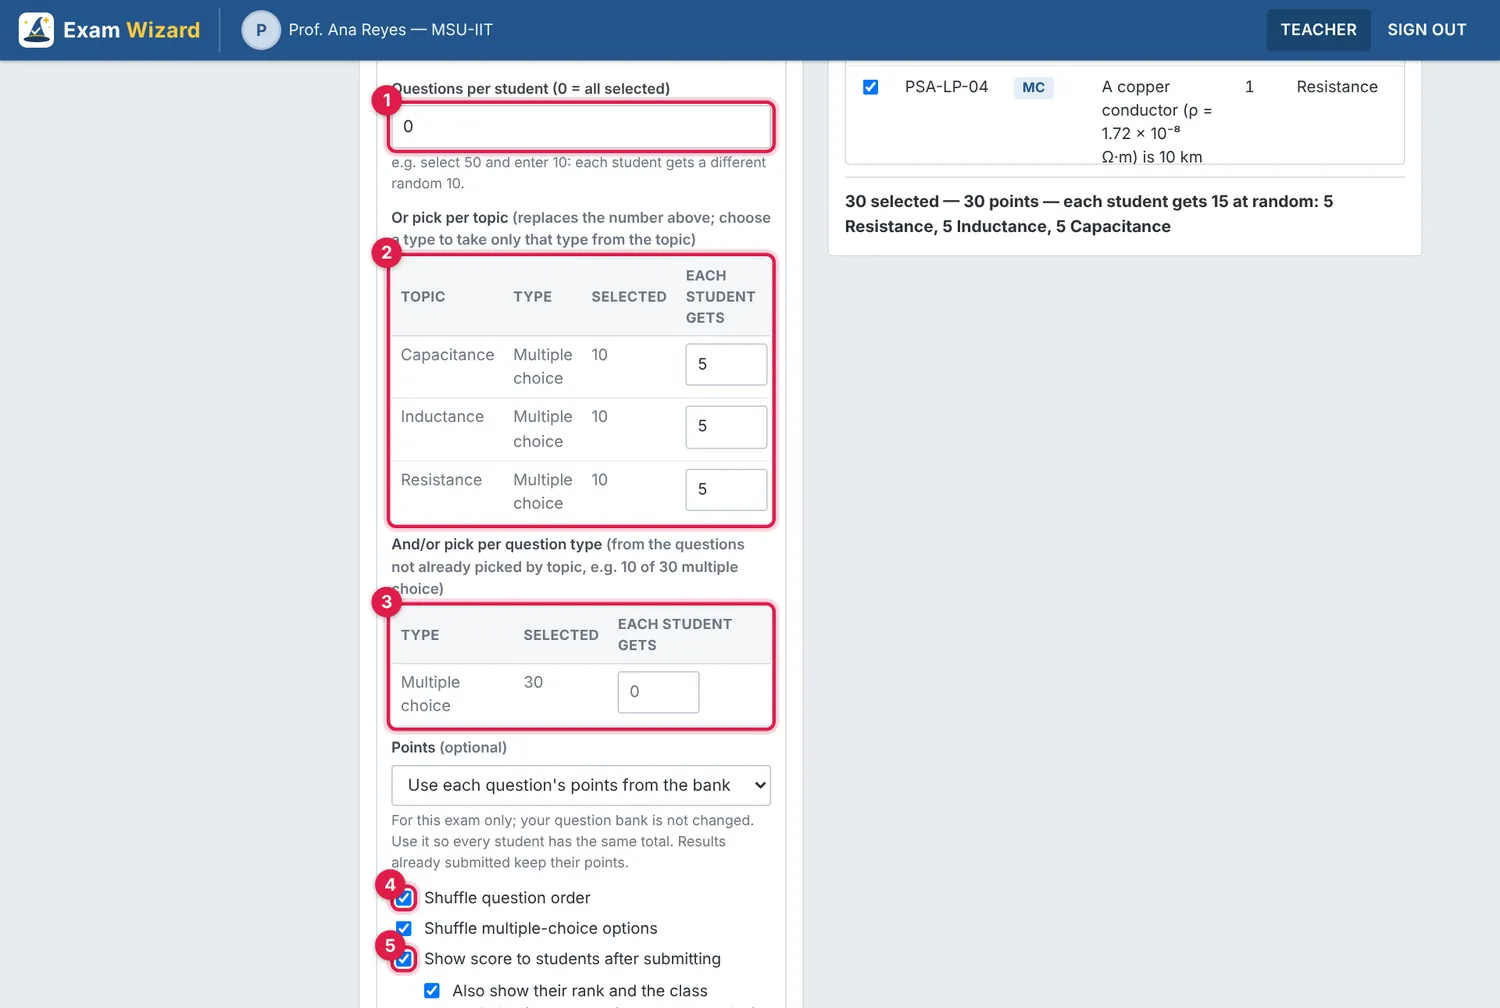 Exam Wizard
P
Prof. Ana Reyes — MSU-IIT
TEACHER
SIGN OUT
1
Questions per student (0 = all selected)
0
e.g. select 50 and enter 10: each student gets a different
random 10.
Or pick per topic (replaces the number above; choose
a type to take only that type from the topic)
2
TOPIC TYPE SELECTED EACH STUDENT GETS
Capacitance Multiple choice 10 5
Inductance Multiple choice 10 5
Resistance Multiple choice 10 5
And/or pick per question type (from the questions
not already picked by topic, e.g. 10 of 30 multiple
choice)
3
TYPE SELECTED EACH STUDENT GETS
Multiple choice 30 0
Points (optional)
Use each question's points from the bank
For this exam only; your question bank is not changed.
Use it so every student has the same total. Results
already submitted keep their points.
4
Shuffle question order
Shuffle multiple-choice options
5
Show score to students after submitting
Also show their rank and the class
PSA-LP-04 MC A copper 1 Resistance
conductor (ρ =
1.72 × 10⁻⁸
Ω·m) is 10 km
30 selected — 30 points — each student gets 15 at random: 5
Resistance, 5 Inductance, 5 Capacitance